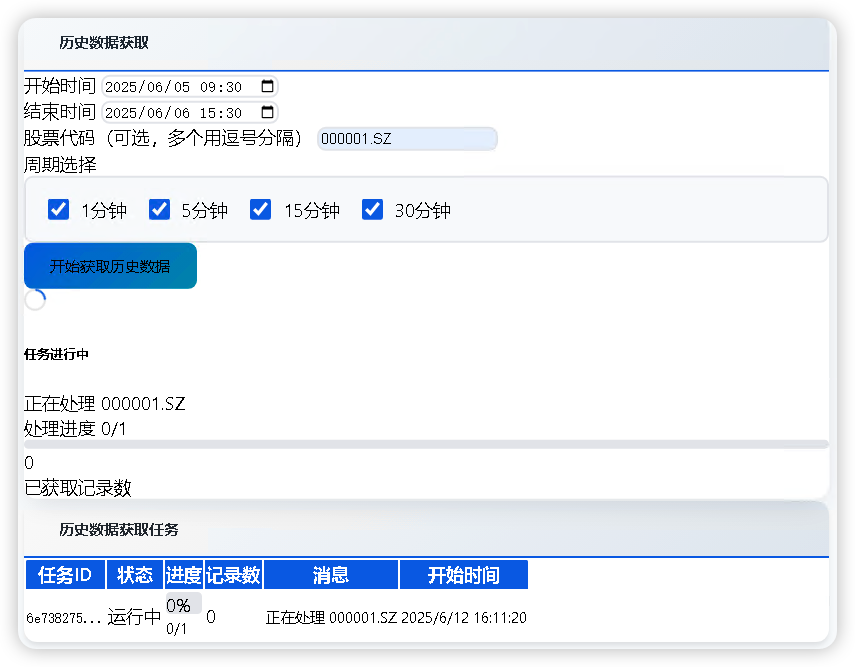 历史数据获取
开始时间 2025/06/05 09:30
结束时间 2025/06/06 15:30
股票代码（可选，多个用逗号分隔） 000001.SZ
周期选择
1分钟 5分钟 15分钟 30分钟
开始获取历史数据
任务进行中
正在处理 000001.SZ
处理进度 0/1
0
已获取记录数
历史数据获取任务
任务ID 状态 进度 记录数 消息 开始时间
6e738275... 运行中 0% 0 正在处理 000001.SZ 2025/6/12 16:11:20
0/1